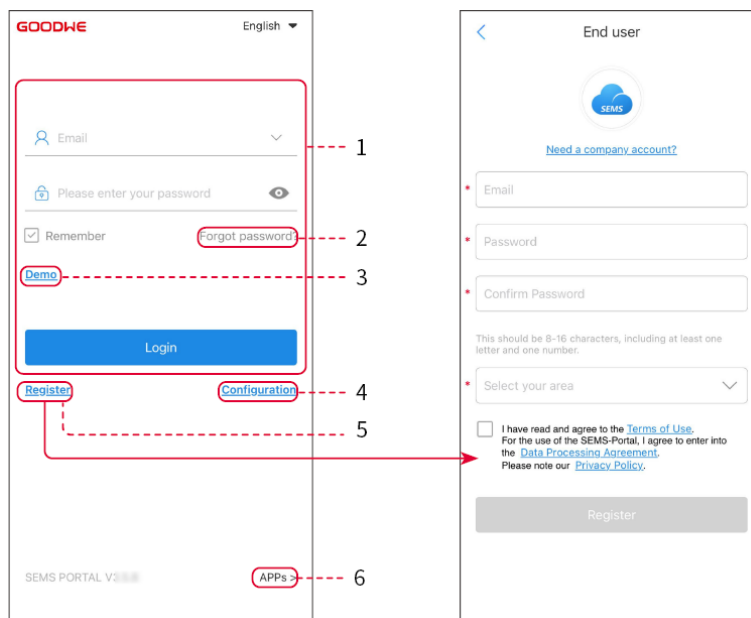 GOODWE
English
Email
1
Please enter your password
Remember
Forgot password?
2
Demo
3
Login
Register
Configuration
4
5
SEMS PORTAL
APPs >
6
End user
SEMS
Need a company account?
* Email
* Password
* Confirm Password
This should be 8-16 characters, including at least one
letter and one number.
* Select your area
I have read and agree to the Terms of Use.
For the use of the SEMS-Portal, I agree to enter into
the Data Processing Agreement.
Please note our Privacy Policy.
Register